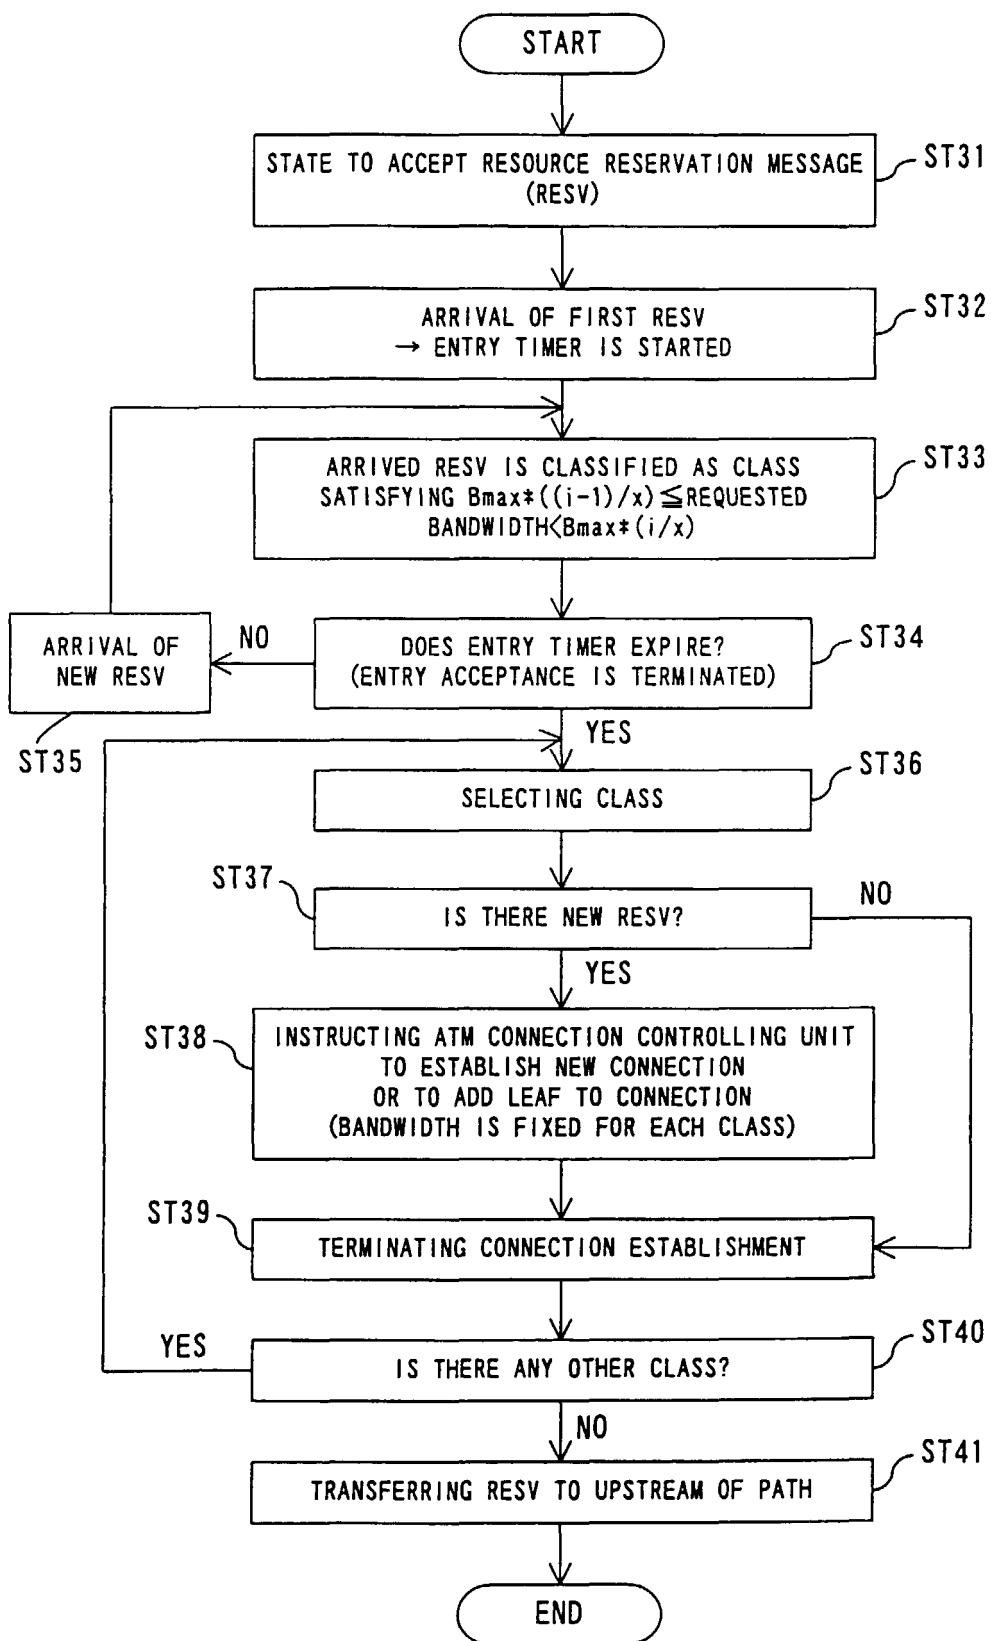 START
STATE TO ACCEPT RESOURCE RESERVATION MESSAGE
(RESV)
ST31
ARRIVAL OF FIRST RESV
→ ENTRY TIMER IS STARTED
ST32
ARRIVED RESV IS CLASSIFIED AS CLASS
SATISFYING Bmax*((i-1)/x)≦REQUESTED
BANDWIDTH<Bmax*(i/x)
ST33
DOES ENTRY TIMER EXPIRE?
(ENTRY ACCEPTANCE IS TERMINATED)
ST34
NO
ARRIVAL OF
NEW RESV
ST35
YES
SELECTING CLASS
ST36
ST37
IS THERE NEW RESV?
NO
YES
ST38
INSTRUCTING ATM CONNECTION CONTROLLING UNIT
TO ESTABLISH NEW CONNECTION
OR TO ADD LEAF TO CONNECTION
(BANDWIDTH IS FIXED FOR EACH CLASS)
ST39
TERMINATING CONNECTION ESTABLISHMENT
YES
IS THERE ANY OTHER CLASS?
ST40
NO
TRANSFERRING RESV TO UPSTREAM OF PATH
ST41
END